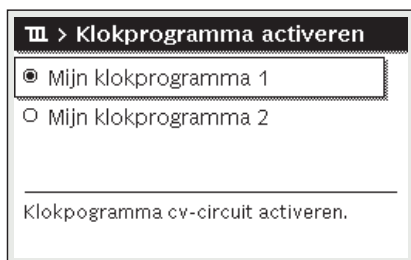 > Klokprogramma activeren
Mijn klokprogramma 1
Mijn klokprogramma 2
Klokpogramma cv-circuit activeren.